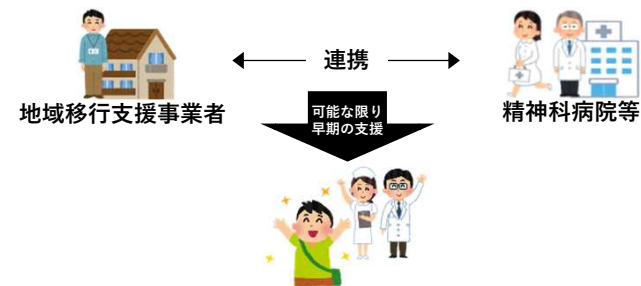 連携
地域移行支援事業者
精神科病院等
可能な限り
早期の支援